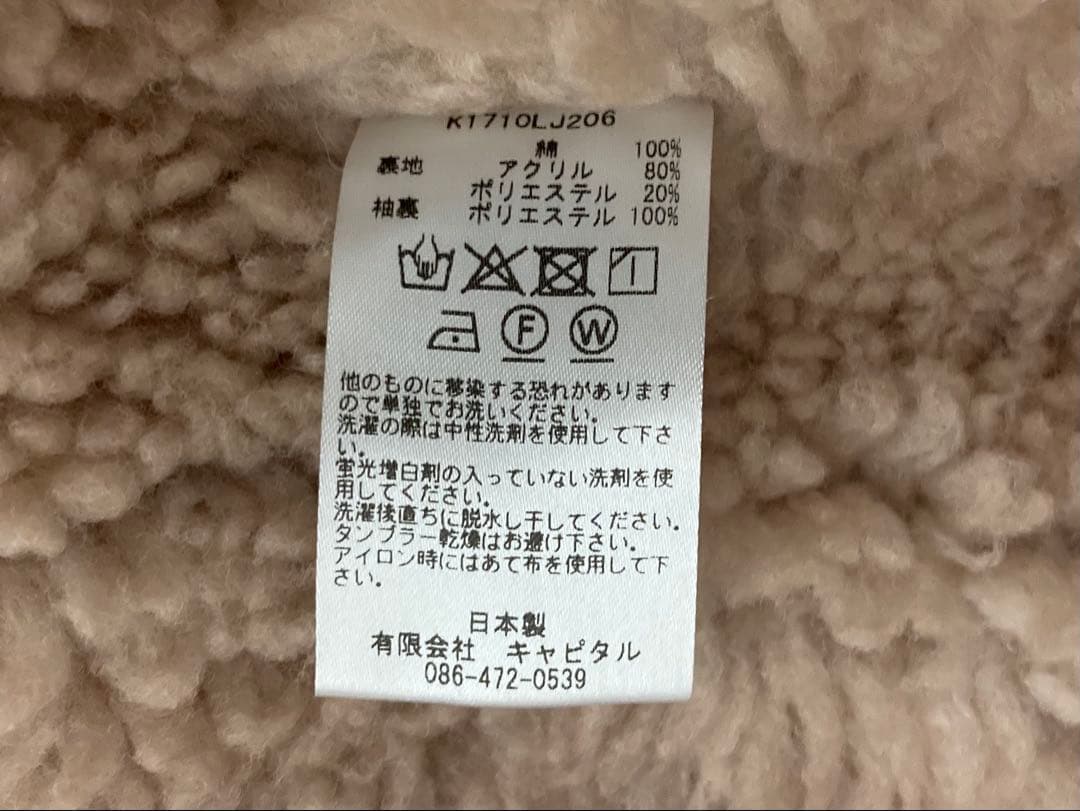 K1710LJ206
綿 100%
裏地 アクリル 80%
ポリエステル 20%
袖裏 ポリエステル 100%
F W
他のものに移染する恐れがあります
ので単独でお洗いください。
洗濯の際は中性洗剤を使用して下さ
い。
蛍光増白剤の入っていない洗剤を使
用してください。
洗濯後直ちに脱水し干してください。
タンブラー乾燥はお避け下さい。
アイロン時にはあて布を使用して下
さい。
日本製
有限会社 キャピタル
086-472-0539